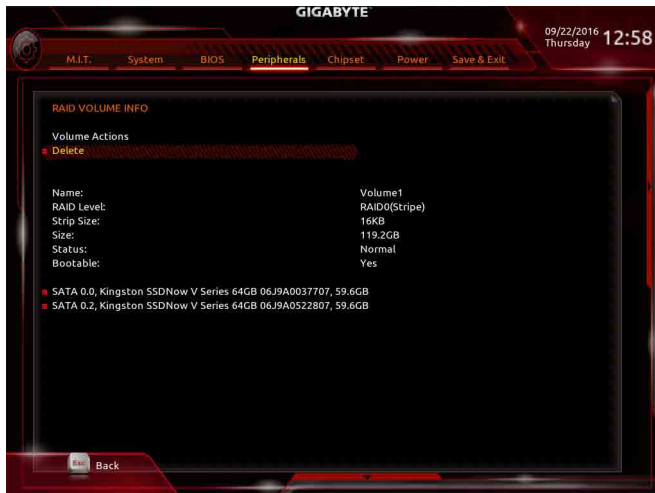 GIGABYTE
09/22/2016 12:58
Thursday
M.I.T. System BIOS Peripherals Chipset Power Save & Exit
RAID VOLUME INFO
Volume Actions
Delete
Name: Volume1
RAID Level: RAID0(Stripe)
Strip Size: 16KB
Size: 119.2GB
Status: Normal
Bootable: Yes
SATA 0.0, Kingston SSDNow V Series 64GB 06J9A0037707, 59.6GB
SATA 0.2, Kingston SSDNow V Series 64GB 06J9A0522807, 59.6GB
Esc Back